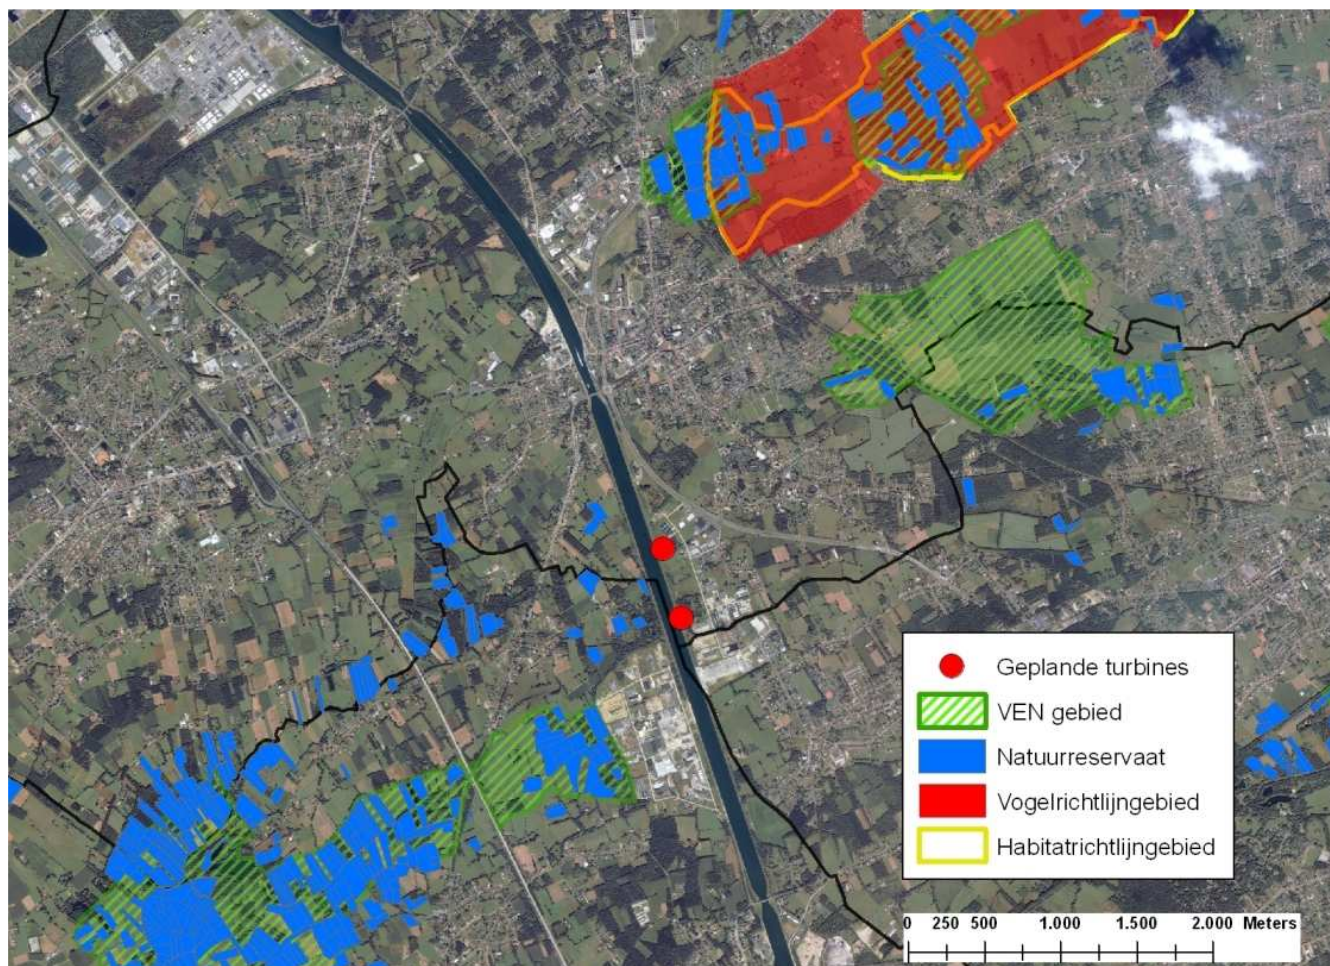 Geplande turbines
VEN gebied
Natuurreservaat
Vogelrichtlijngebied
Habitatrichtlijngebied
0 250 500 1.000 1.500 2.000 Meters